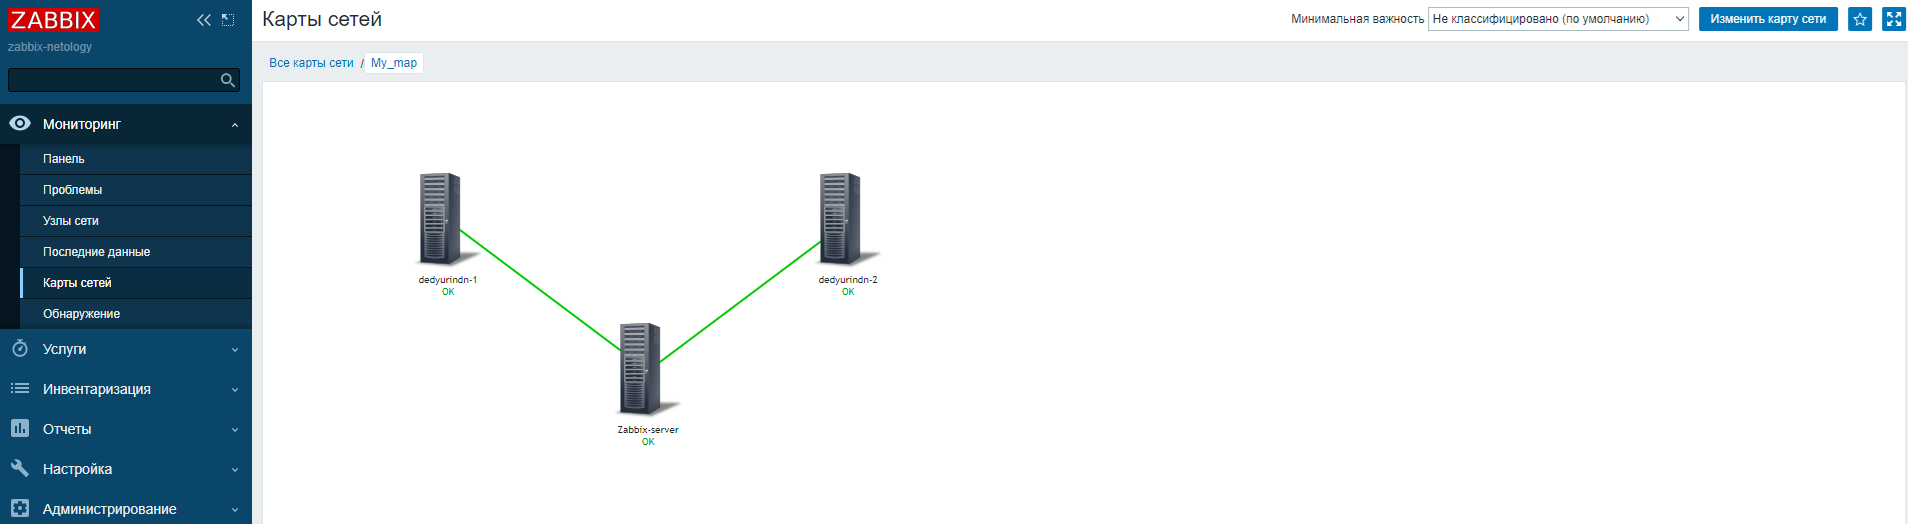 ZABBIX
zabbix-netology
Мониторинг
Панель
Проблемы
Узлы сети
Последние данные
Карты сетей
Обнаружение
Услуги
Инвентаризация
Отчеты
Настройка
Администрирование
Карты сетей
Минимальная важность Не классифицировано (по умолчанию) Изменить карту сети
Все карты сети / My_map
dedyurindn-1
OK
dedyurindn-2
OK
Zabbix-server
OK